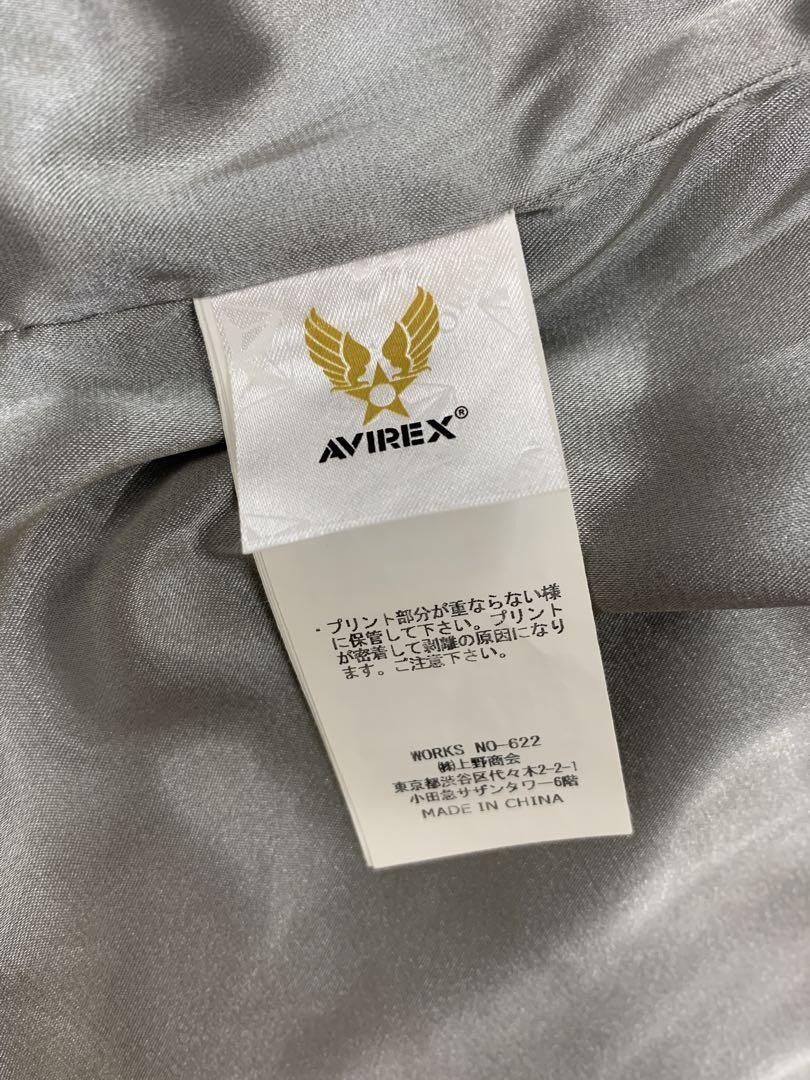 AVIREX®
・プリント部分が重ならない様
に保管して下さい。プリント
が密着して剥離の原因になり
ます。ご注意下さい。
WORKS NO-622
㈱上野商会
東京都渋谷区代々木2-2-1
小田急サザンタワー6階
MADE IN CHINA